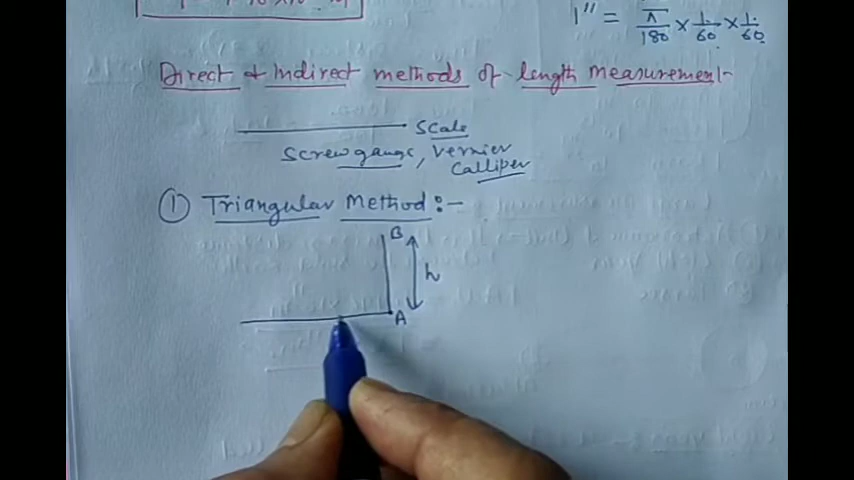 1" = π/180 × 1/60 × 1/60
Direct & Indirect methods of length measurement-
Scale
Screw gauge, Vernier
Calliper
① Triangular Method :-
B
h
A